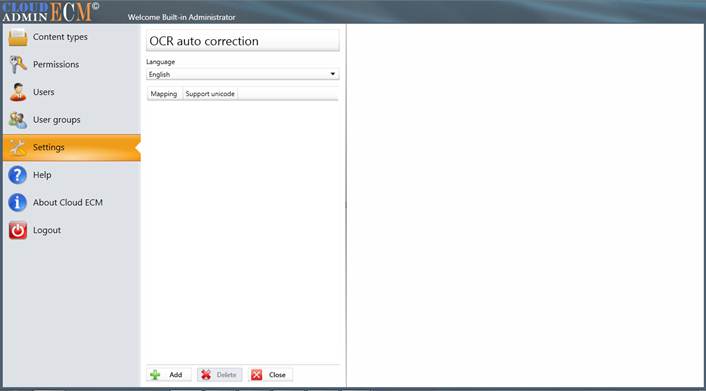 CLOUD
ADMIN ECM©
Welcome Built-in Administrator
Content types
Permissions
Users
User groups
Settings
Help
About Cloud ECM
Logout
OCR auto correction
Language
English
Mapping Support unicode
Add Delete Close